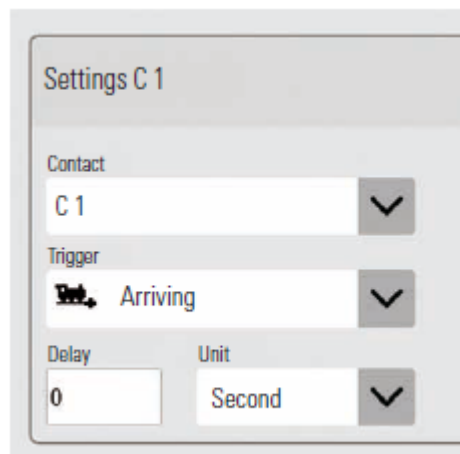 Settings C 1
Contact
C 1
Trigger
Arriving
Delay Unit
0 Second